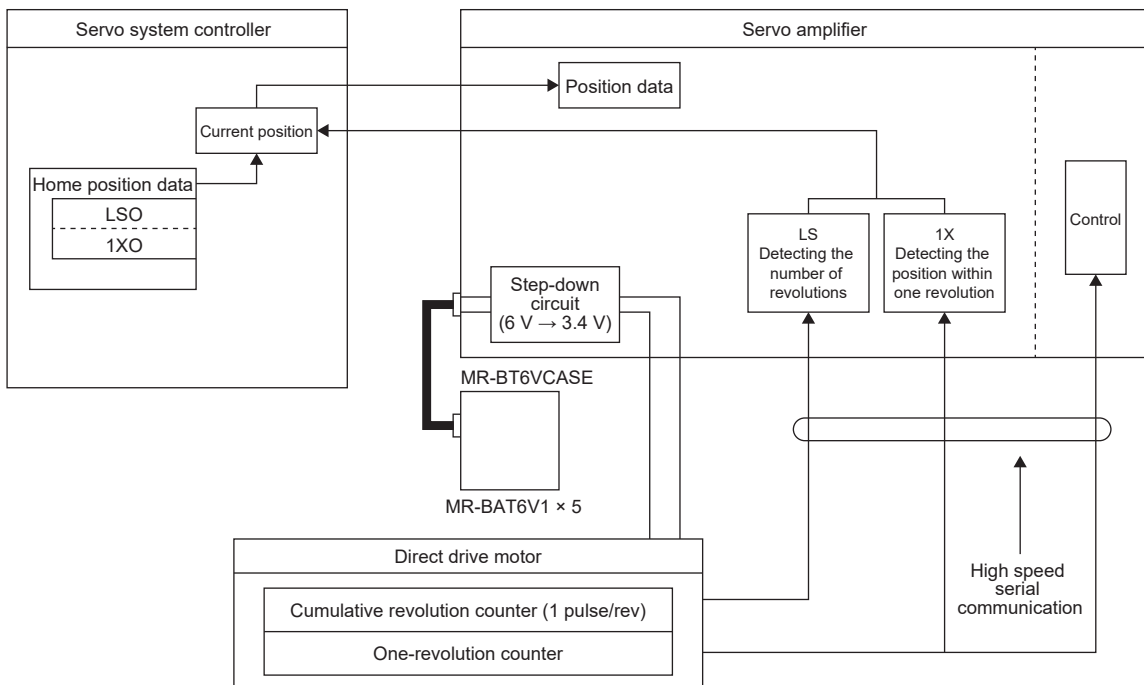 Servo system controller
Servo amplifier
Position data
Current position
Home position data
LSO
1XO
LS
Detecting the
number of
revolutions
1X
Detecting the
position within
one revolution
Control
Step-down
circuit
(6 V → 3.4 V)
MR-BT6VCASE
MR-BAT6V1 × 5
Direct drive motor
Cumulative revolution counter (1 pulse/rev)
One-revolution counter
High speed
serial
communication